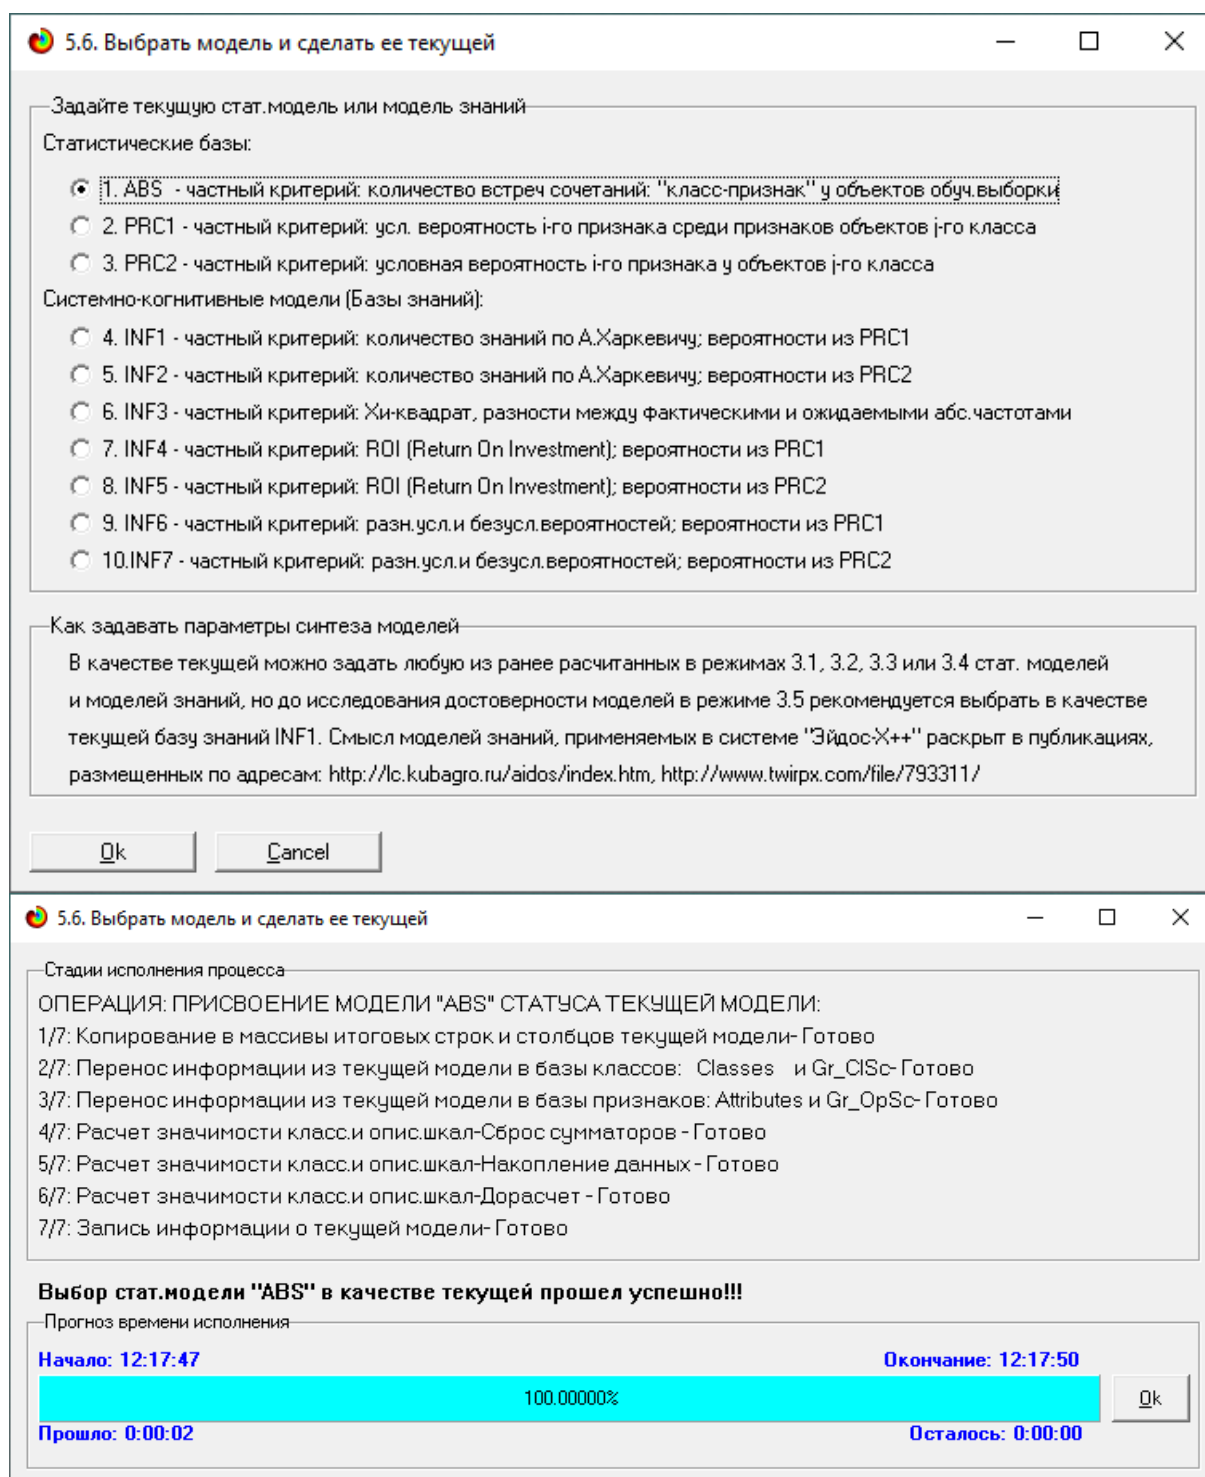 5.6. Выбрать модель и сделать ее текущей
Задайте текущую стат.модель или модель знаний
Статистические базы:
1. ABS - частный критерий: количество встреч сочетаний: "класс-признак" у объектов обуч.выборки
2. PRC1 - частный критерий: усл. вероятность i-го признака среди признаков объектов j-го класса
3. PRC2 - частный критерий: условная вероятность i-го признака у объектов j-го класса
Системно-когнитивные модели (Базы знаний):
4. INF1 - частный критерий: количество знаний по А.Харкевичу; вероятности из PRC1
5. INF2 - частный критерий: количество знаний по А.Харкевичу; вероятности из PRC2
6. INF3 - частный критерий: Хи-квадрат, разности между фактическими и ожидаемыми абс.частотами
7. INF4 - частный критерий: ROI (Return On Investment); вероятности из PRC1
8. INF5 - частный критерий: ROI (Return On Investment); вероятности из PRC2
9. INF6 - частный критерий: разн.усл.и безусл.вероятностей; вероятности из PRC1
10.INF7 - частный критерий: разн.усл.и безусл.вероятностей; вероятности из PRC2
Как задавать параметры синтеза моделей
В качестве текущей можно задать любую из ранее расчитанных в режимах 3.1, 3.2, 3.3 или 3.4 стат. моделей
и моделей знаний, но до исследования достоверности моделей в режиме 3.5 рекомендуется выбрать в качестве
текущей базу знаний INF1. Смысл моделей знаний, применяемых в системе "Эйдос-Х++" раскрыт в публикациях,
размещенных по адресам: http://lc.kubagro.ru/aidos/index.htm, http://www.twirpx.com/file/793311/
Ok Cancel
5.6. Выбрать модель и сделать ее текущей
Стадии исполнения процесса
ОПЕРАЦИЯ: ПРИСВОЕНИЕ МОДЕЛИ "ABS" СТАТУСА ТЕКУЩЕЙ МОДЕЛИ:
1/7: Копирование в массивы итоговых строк и столбцов текущей модели- Готово
2/7: Перенос информации из текущей модели в базы классов: Classes и Gr_ClSc- Готово
3/7: Перенос информации из текущей модели в базы признаков: Attributes и Gr_OpSc- Готово
4/7: Расчет значимости класс.и опис.шкал-Сброс сумматоров - Готово
5/7: Расчет значимости класс.и опис.шкал-Накопление данных - Готово
6/7: Расчет значимости класс.и опис.шкал-Дорасчет - Готово
7/7: Запись информации о текущей модели- Готово
Выбор стат.модели "ABS" в качестве текущей прошел успешно!!!
Прогноз времени исполнения
Начало: 12:17:47 Окончание: 12:17:50
100.00000% Ok
Прошло: 0:00:02 Осталось: 0:00:00